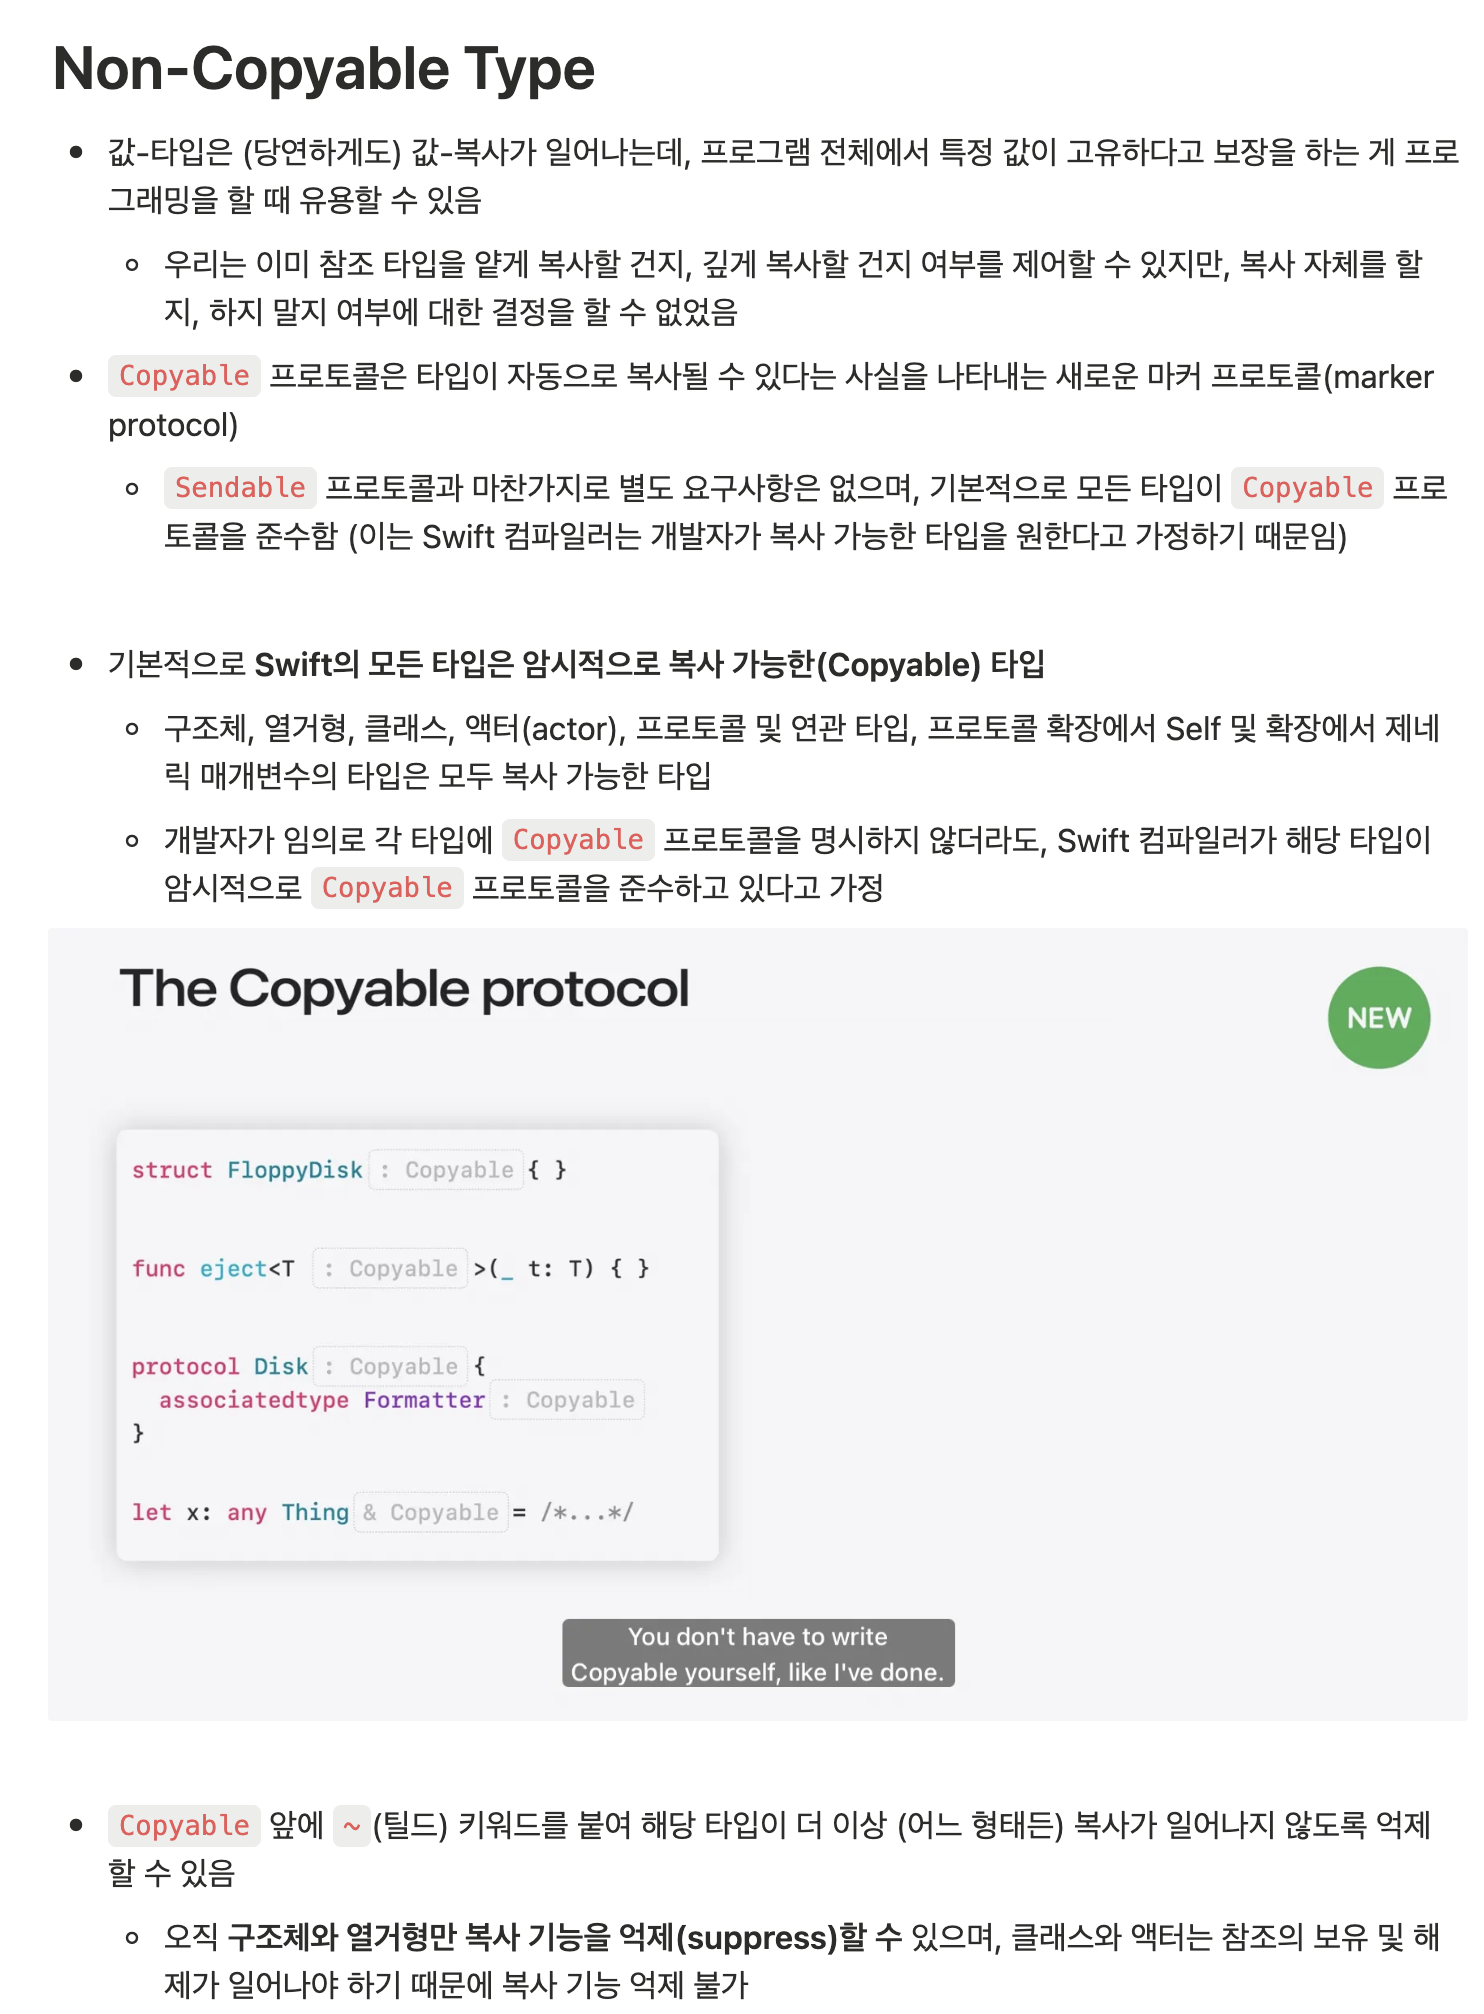 Non-Copyable Type
• 값-타입은 (당연하게도) 값-복사가 일어나는데, 프로그램 전체에서 특정 값이 고유하다고 보장을 하는 게 프로
그래밍을 할 때 유용할 수 있음
◦ 우리는 이미 참조 타입을 얕게 복사할 건지, 깊게 복사할 건지 여부를 제어할 수 있지만, 복사 자체를 할
지, 하지 말지 여부에 대한 결정을 할 수 없었음
• Copyable 프로토콜은 타입이 자동으로 복사될 수 있다는 사실을 나타내는 새로운 마커 프로토콜(marker
protocol)
◦ Sendable 프로토콜과 마찬가지로 별도 요구사항은 없으며, 기본적으로 모든 타입이 Copyable 프로
토콜을 준수함 (이는 Swift 컴파일러는 개발자가 복사 가능한 타입을 원한다고 가정하기 때문임)
• 기본적으로 Swift의 모든 타입은 암시적으로 복사 가능한(Copyable) 타입
◦ 구조체, 열거형, 클래스, 액터(actor), 프로토콜 및 연관 타입, 프로토콜 확장에서 Self 및 확장에서 제네
릭 매개변수의 타입은 모두 복사 가능한 타입
◦ 개발자가 임의로 각 타입에 Copyable 프로토콜을 명시하지 않더라도, Swift 컴파일러가 해당 타입이
암시적으로 Copyable 프로토콜을 준수하고 있다고 가정
The Copyable protocol
NEW
struct FloppyDisk : Copyable { }
func eject<T : Copyable >(_ t: T) { }
protocol Disk : Copyable {
associatedtype Formatter : Copyable
}
let x: any Thing & Copyable = /*...*/
You don't have to write
Copyable yourself, like I've done.
• Copyable 앞에 ~(틸드) 키워드를 붙여 해당 타입이 더 이상 (어느 형태든) 복사가 일어나지 않도록 억제
할 수 있음
◦ 오직 구조체와 열거형만 복사 기능을 억제(suppress)할 수 있으며, 클래스와 액터는 참조의 보유 및 해
제가 일어나야 하기 때문에 복사 기능 억제 불가